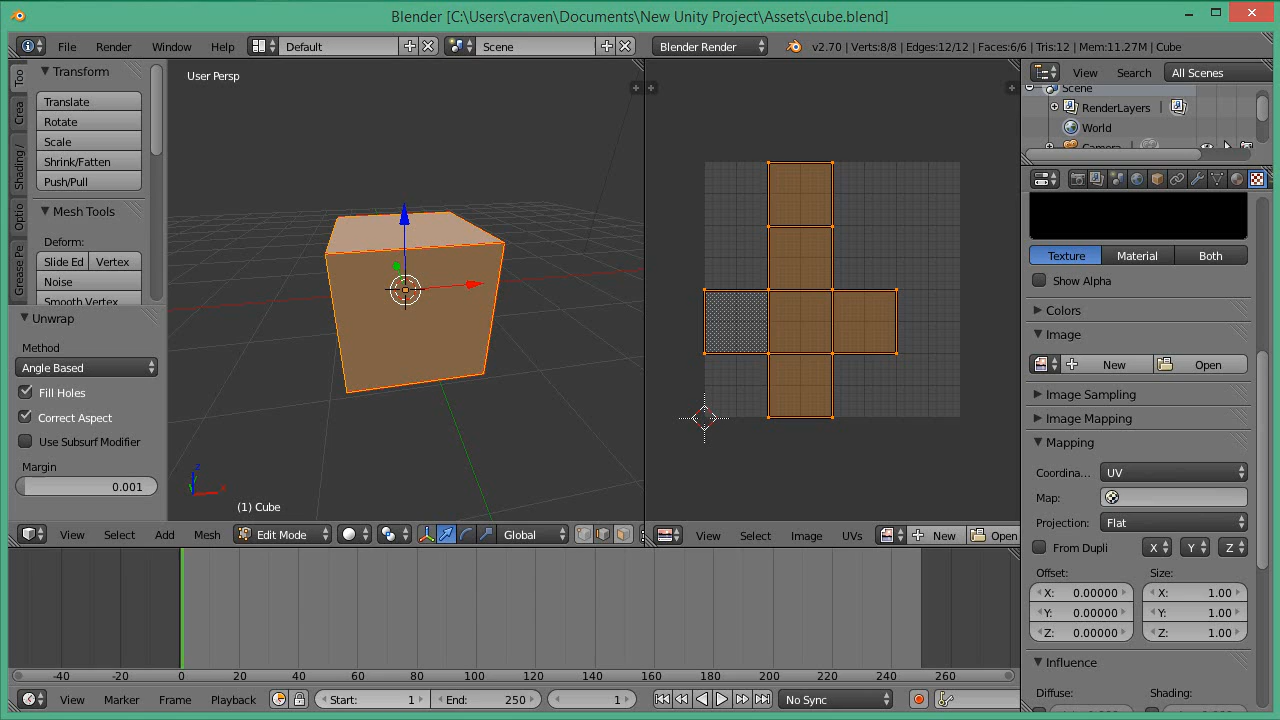 Blender [C:\Users\craven\Documents\New Unity Project\Assets\cube.blend]
File Render Window Help Default Scene Blender Render v2.70 | Verts:8/8 | Edges:12/12 | Faces:6/6 | Tris:12 | Mem:11.27M | Cube
Too
Crea
Shading /
Optio
Grease Pe
Transform
Translate
Rotate
Scale
Shrink/Fatten
Push/Pull
Mesh Tools
Deform:
Slide Ed Vertex
Noise
Smooth Vertex
Unwrap
Method
Angle Based
Fill Holes
Correct Aspect
Use Subsurf Modifier
Margin
0.001
User Persp
z
x
(1) Cube
View Select Add Mesh Edit Mode Global
View Select Image UVs New Open
View Search All Scenes
Scene
RenderLayers
World
Camera
Texture Material Both
Show Alpha
Colors
Image
New Open
Image Sampling
Image Mapping
Mapping
Coordina... UV
Map:
Projection: Flat
From Dupli X Y Z
Offset: Size:
X: 0.00000 X: 1.00
Y: 0.00000 Y: 1.00
Z: 0.00000 Z: 1.00
Influence
Diffuse: Shading:
-40 -20 0 20 40 60 80 100 120 140 160 180 200 220 240 260
View Marker Frame Playback Start: 1 End: 250 1 No Sync